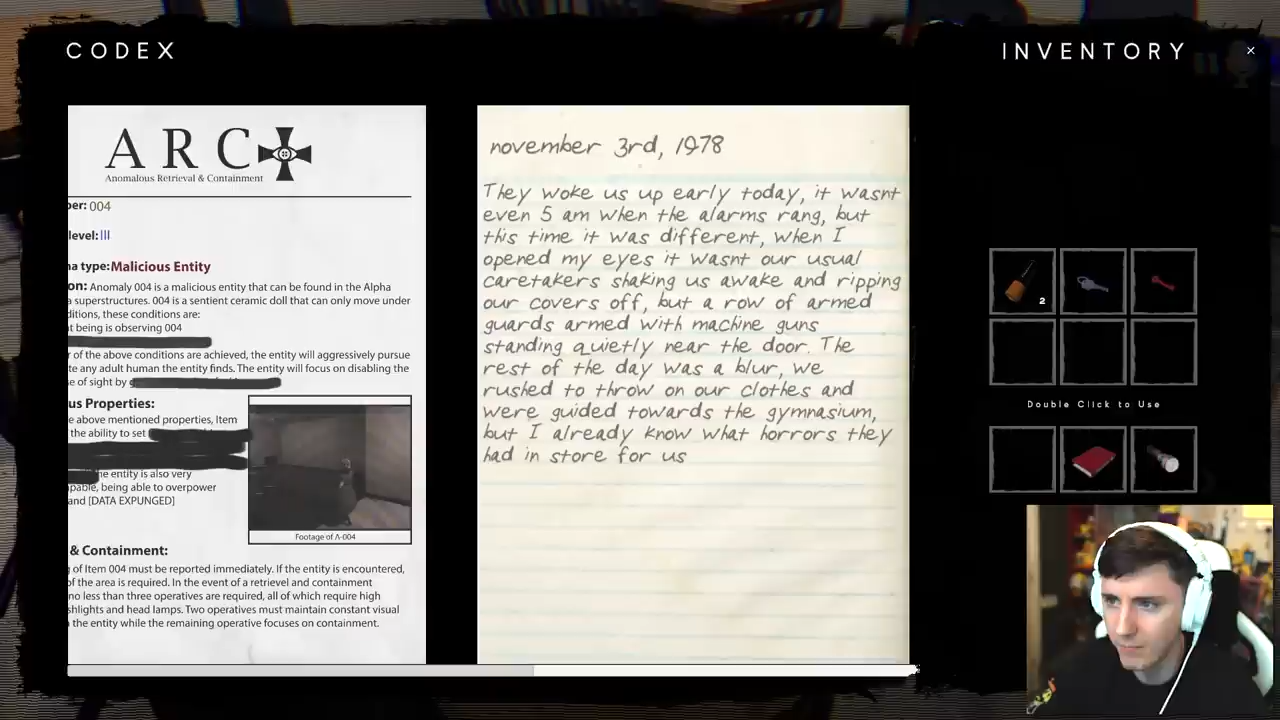 CODEX
INVENTORY
ARC
Anomalous Retrieval & Containment
ber: 004
level: III
na type: Malicious Entity
on: Anomaly 004 is a malicious entity that can be found in the Alpha
a superstructures. 004 is a sentient ceramic doll that can only move under
ditions, these conditions are:
t being is observing 004
r of the above conditions are achieved, the entity will aggressively pursue
te any adult human the entity finds. The entity will focus on disabling the
se of sight by
us Properties:
e above mentioned properties, Item
the ability to set
he entity is also very
pable, being able to overpower
and [DATA EXPUNGED]
Footage of Λ-004
& Containment:
g of Item 004 must be reported immediately. If the entity is encountered,
of the area is required. In the event of a retrievel and containment
no less than three operatives are required, all of which require high
shlights and head lamps. Two operatives must maintain constant visual
the entity while the remaining operative focuses on containment.
november 3rd, 1978
They woke us up early today, it wasnt
even 5 am when the alarms rang, but
this time it was different, when I
opened my eyes it wasnt our usual
caretakers shaking us awake and ripping
our covers off, but a row of armed
guards armed with machine guns
standing quietly near the door. The
rest of the day was a blur, we
rushed to throw on our clothes and
were guided towards the gymnasium,
but I already know what horrors they
had in store for us
2
Double Click to Use